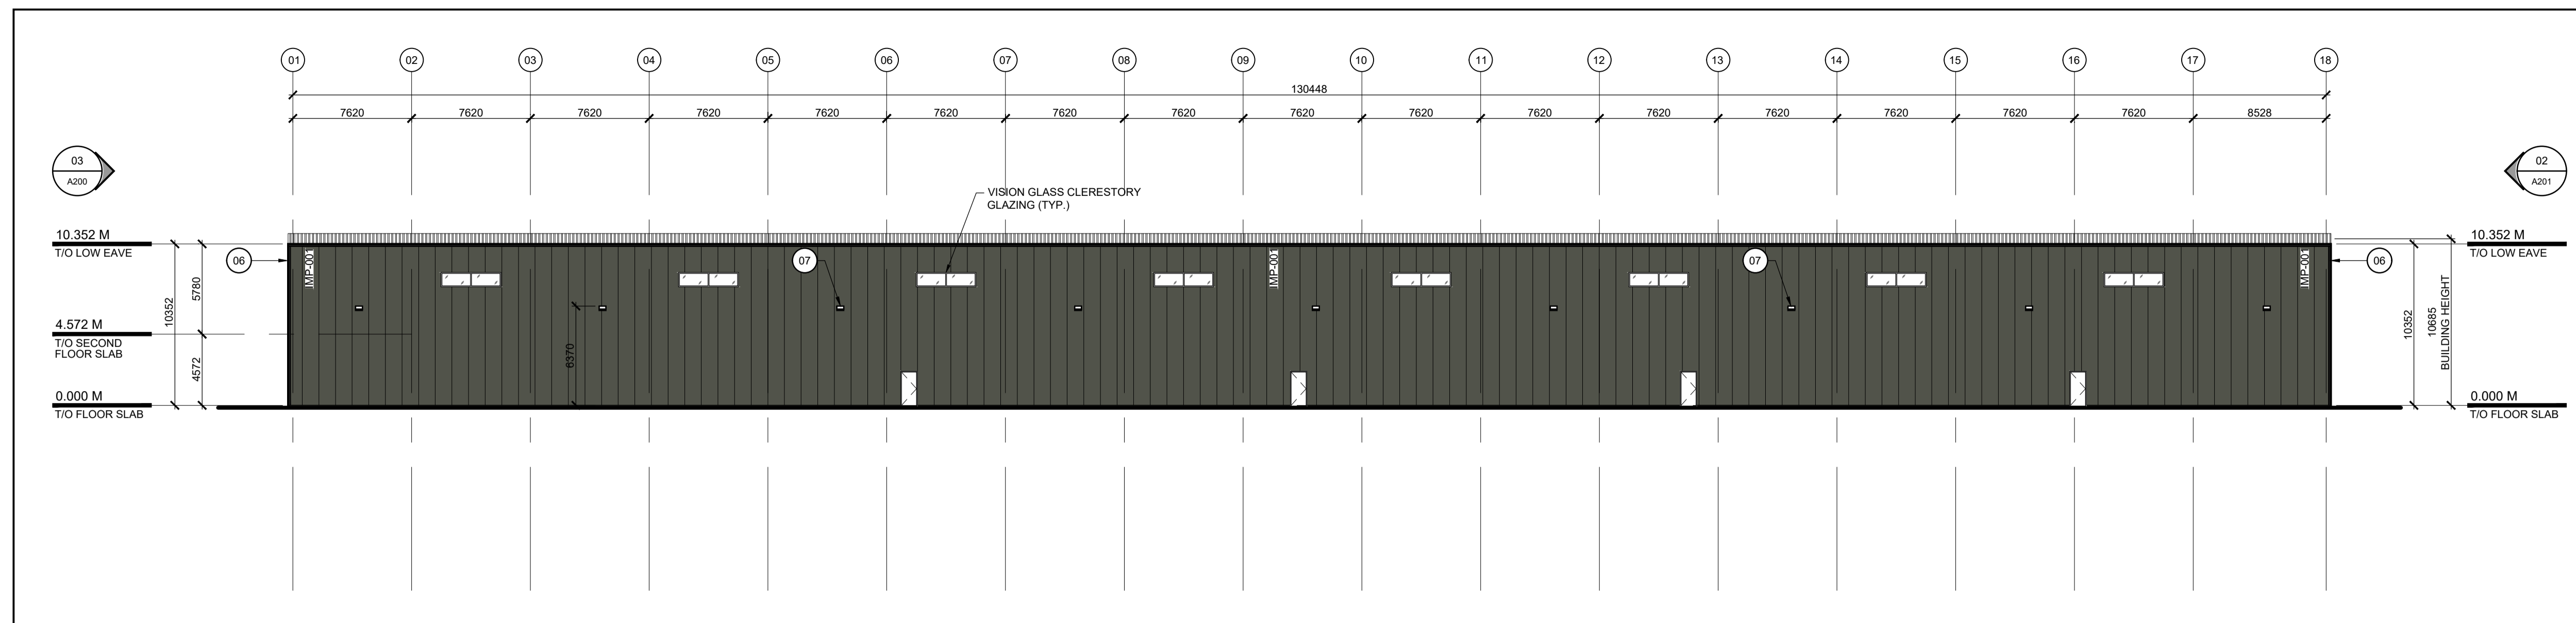 01 02 03 04 05 06 07 08 09 10 11 12 13 14 15 16 17 18
130448
7620 7620 7620 7620 7620 7620 7620 7620 7620 7620 7620 7620 7620 7620 7620 7620 8528
03
A200
02
A201
VISION GLASS CLERESTORY
GLAZING (TYP.)
10.352 M
T/O LOW EAVE
4.572 M
T/O SECOND
FLOOR SLAB
0.000 M
T/O FLOOR SLAB
10352
5780
4572
06
IMP-001
07
6370
IMP-001
07
IMP-001
06
10352
10685
BUILDING HEIGHT
10.352 M
T/O LOW EAVE
0.000 M
T/O FLOOR SLAB